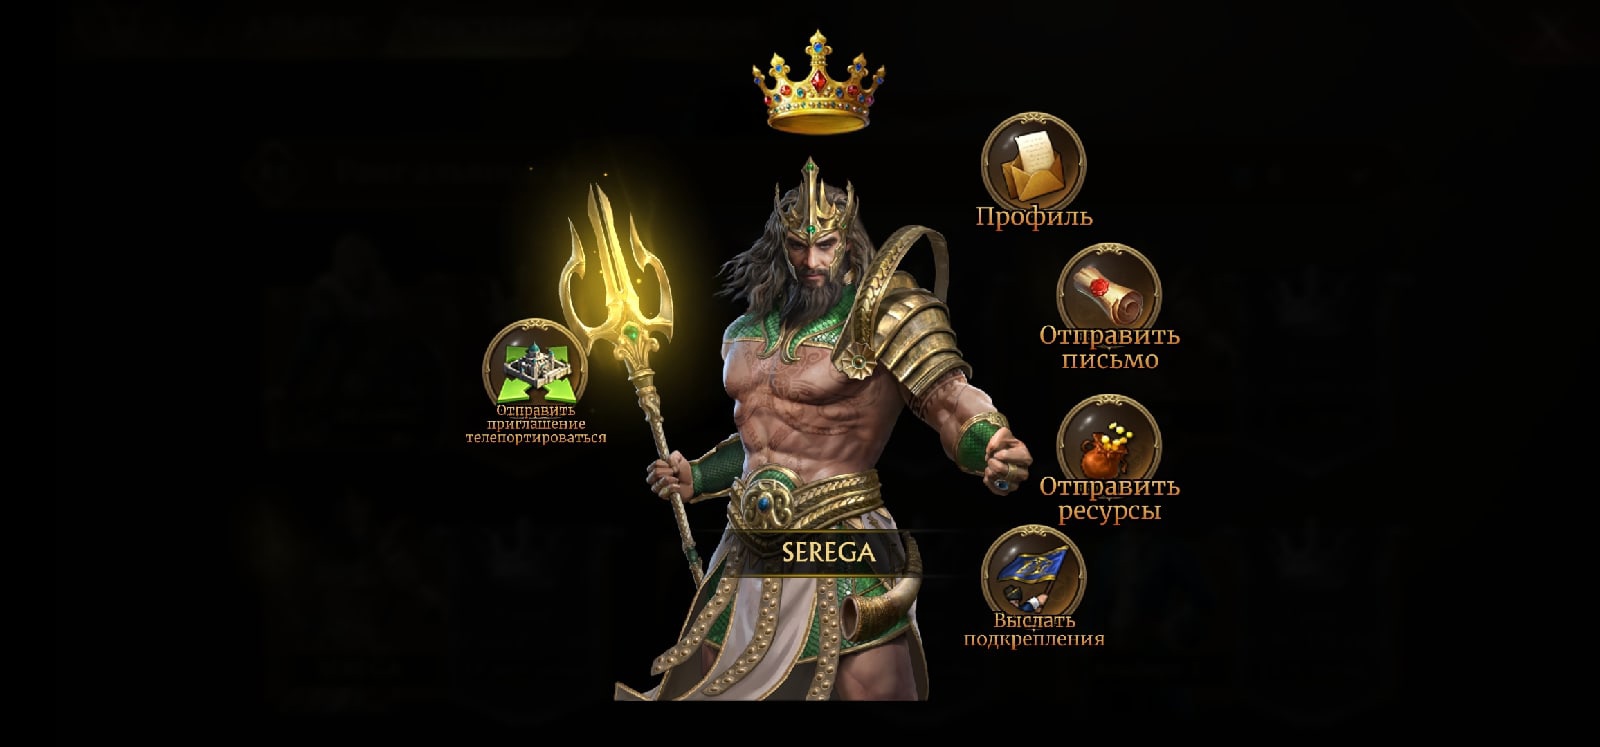 Профиль
Отправить
письмо
Отправить
приглашение
телепортироваться
Отправить
ресурсы
SEREGA
Выслать
подкрепления